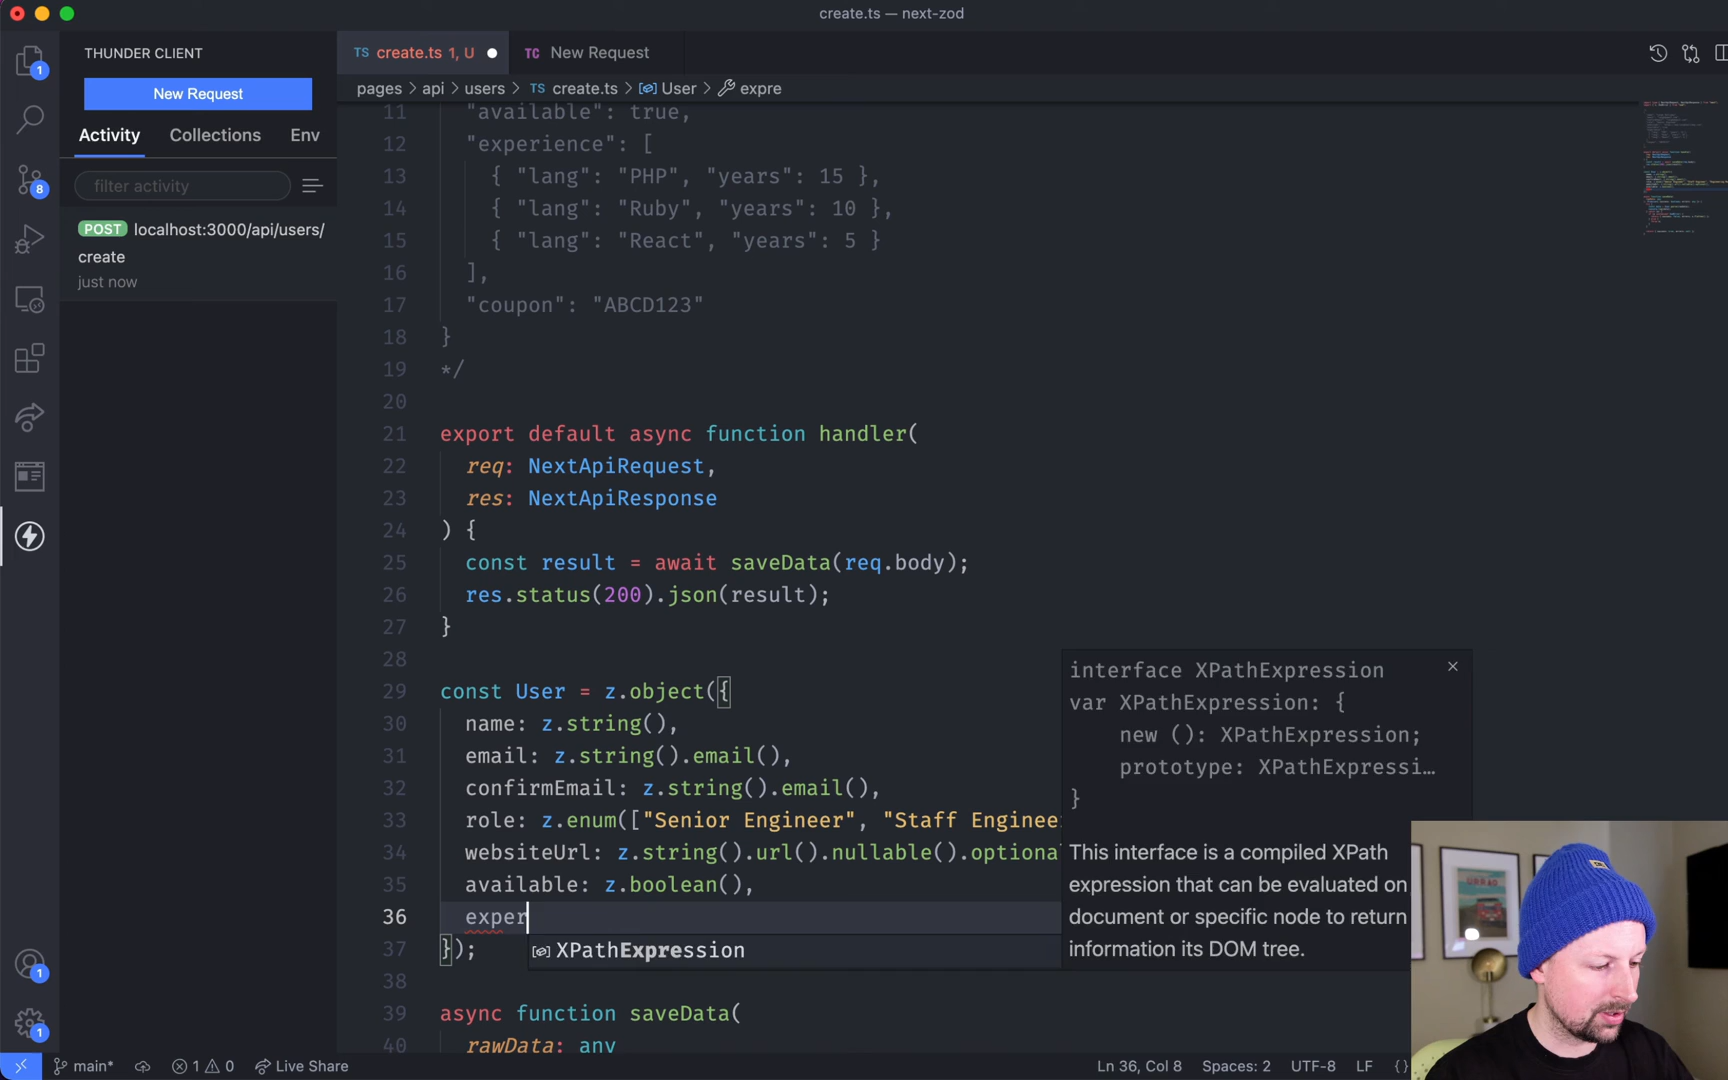 create.ts — next-zod
THUNDER CLIENT
New Request
Activity
Collections
Env
filter activity
POST localhost:3000/api/users/
create
just now
1
8
1
1
TS create.ts 1, U
TC New Request
pages > api > users > TS create.ts > User > expre
11 "available": true,
12 "experience": [
13 { "lang": "PHP", "years": 15 },
14 { "lang": "Ruby", "years": 10 },
15 { "lang": "React", "years": 5 }
16 ],
17 "coupon": "ABCD123"
18 }
19 */
20
21 export default async function handler(
22 req: NextApiRequest,
23 res: NextApiResponse
24 ) {
25 const result = await saveData(req.body);
26 res.status(200).json(result);
27 }
28
29 const User = z.object({
30 name: z.string(),
31 email: z.string().email(),
32 confirmEmail: z.string().email(),
33 role: z.enum(["Senior Engineer", "Staff Enginee
34 websiteUrl: z.string().url().nullable().optiona
35 available: z.boolean(),
36 exper
37 });
38
39 async function saveData(
40 rawData: any
XPathExpression
interface XPathExpression
var XPathExpression: {
new (): XPathExpression;
prototype: XPathExpressi…
}
This interface is a compiled XPath
expression that can be evaluated on
document or specific node to return
information its DOM tree.
main* 1 0 Live Share
Ln 36, Col 8 Spaces: 2 UTF-8 LF {}